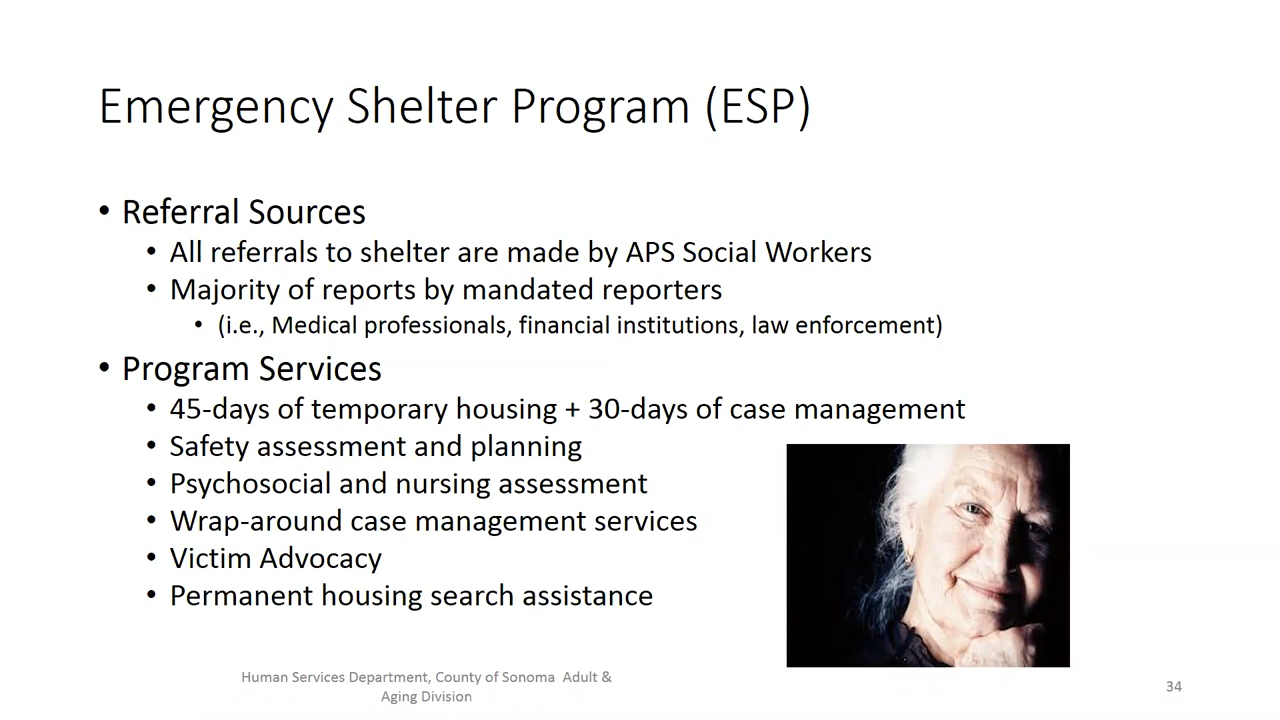 Emergency Shelter Program (ESP)
• Referral Sources
• All referrals to shelter are made by APS Social Workers
• Majority of reports by mandated reporters
• (i.e., Medical professionals, financial institutions, law enforcement)
• Program Services
• 45-days of temporary housing + 30-days of case management
• Safety assessment and planning
• Psychosocial and nursing assessment
• Wrap-around case management services
• Victim Advocacy
• Permanent housing search assistance
Human Services Department, County of Sonoma Adult &
Aging Division
34